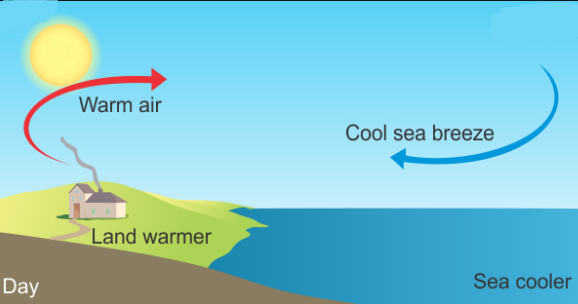 Warm air
Cool sea breeze
Land warmer
Sea cooler
Day